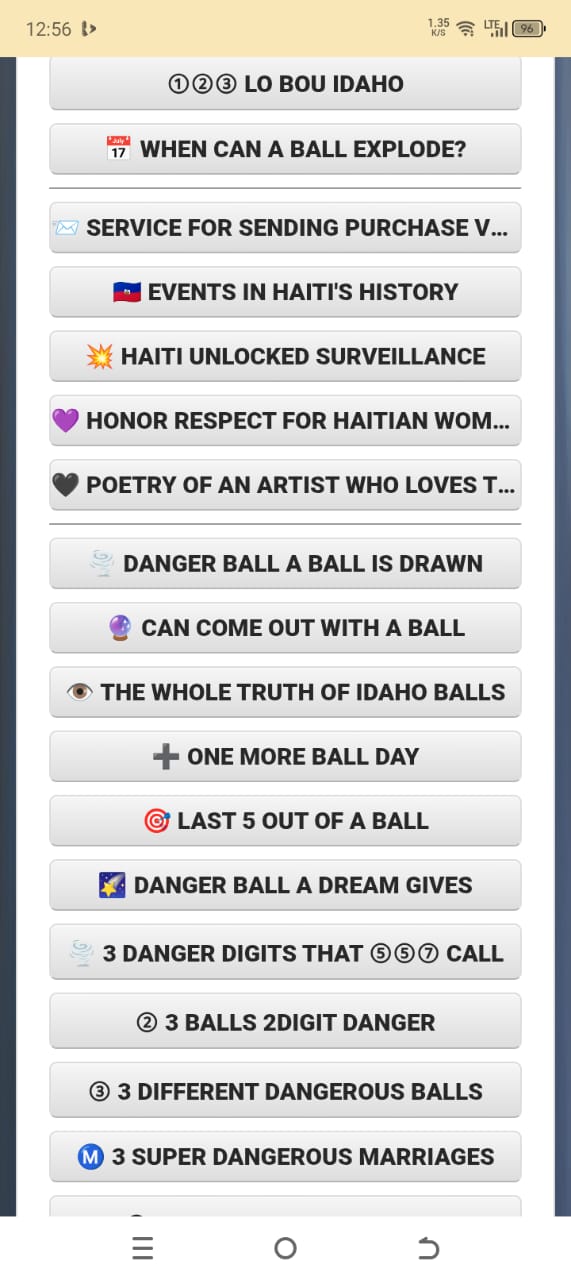 12:56
1.35 K/S LTE 96
①②③ LO BOU IDAHO
July 17 WHEN CAN A BALL EXPLODE?
SERVICE FOR SENDING PURCHASE V...
EVENTS IN HAITI'S HISTORY
HAITI UNLOCKED SURVEILLANCE
HONOR RESPECT FOR HAITIAN WOM...
POETRY OF AN ARTIST WHO LOVES T...
DANGER BALL A BALL IS DRAWN
CAN COME OUT WITH A BALL
THE WHOLE TRUTH OF IDAHO BALLS
ONE MORE BALL DAY
LAST 5 OUT OF A BALL
DANGER BALL A DREAM GIVES
3 DANGER DIGITS THAT ⑤⑤⑦ CALL
② 3 BALLS 2DIGIT DANGER
③ 3 DIFFERENT DANGEROUS BALLS
Ⓜ 3 SUPER DANGEROUS MARRIAGES